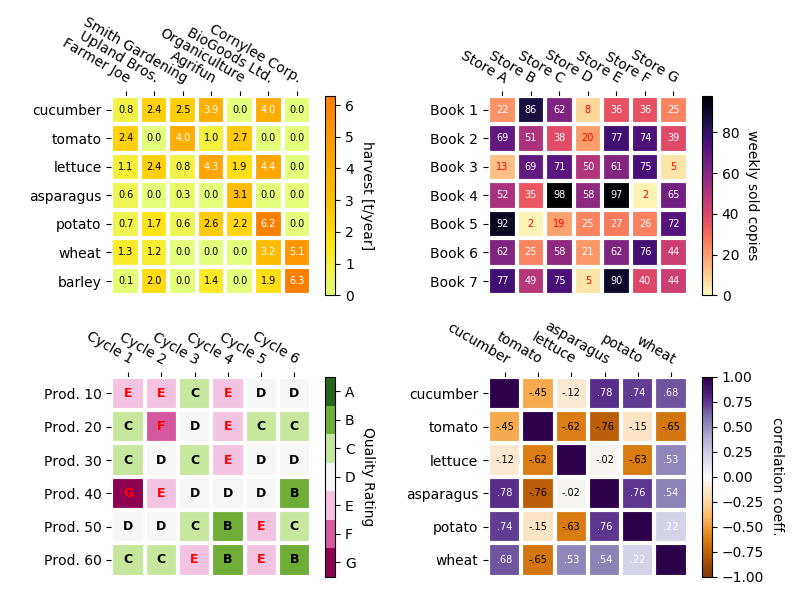 Farmer Joe
Upland Bros.
Smith Gardening
Agrifun
Organiculture
BioGoods Ltd.
Cornylee Corp.
cucumber 0.8 2.4 2.5 3.9 0.0 4.0 0.0
tomato 2.4 0.0 4.0 1.0 2.7 0.0 0.0
lettuce 1.1 2.4 0.8 4.3 1.9 4.4 0.0
asparagus 0.6 0.0 0.3 0.0 3.1 0.0 0.0
potato 0.7 1.7 0.6 2.6 2.2 6.2 0.0
wheat 1.3 1.2 0.0 0.0 0.0 3.2 5.1
barley 0.1 2.0 0.0 1.4 0.0 1.9 6.3
6
5
4
3
2
1
0
harvest [t/year]
Store A
Store B
Store C
Store D
Store E
Store F
Store G
Book 1 22 86 62 8 36 36 25
Book 2 69 51 38 20 77 74 39
Book 3 13 69 71 50 61 75 5
Book 4 52 35 98 58 97 2 65
Book 5 92 2 19 25 27 26 72
Book 6 62 25 58 21 62 76 44
Book 7 77 49 75 5 90 40 44
80
60
40
20
0
weekly sold copies
Cycle 1
Cycle 2
Cycle 3
Cycle 4
Cycle 5
Cycle 6
Prod. 10 E E C E D D
Prod. 20 C F D E C C
Prod. 30 C D C E D D
Prod. 40 G E D D D B
Prod. 50 D D C B E C
Prod. 60 C C E B E B
A
B
C
D
E
F
G
Quality Rating
cucumber
tomato
lettuce
asparagus
potato
wheat
cucumber -.45 -.12 .78 .74 .68
tomato -.45 -.62 -.76 -.15 -.65
lettuce -.12 -.62 -.02 -.63 .53
asparagus .78 -.76 -.02 .76 .54
potato .74 -.15 -.63 .76 .22
wheat .68 -.65 .53 .54 .22
1.00
0.75
0.50
0.25
0.00
−0.25
−0.50
−0.75
−1.00
correlation coeff.